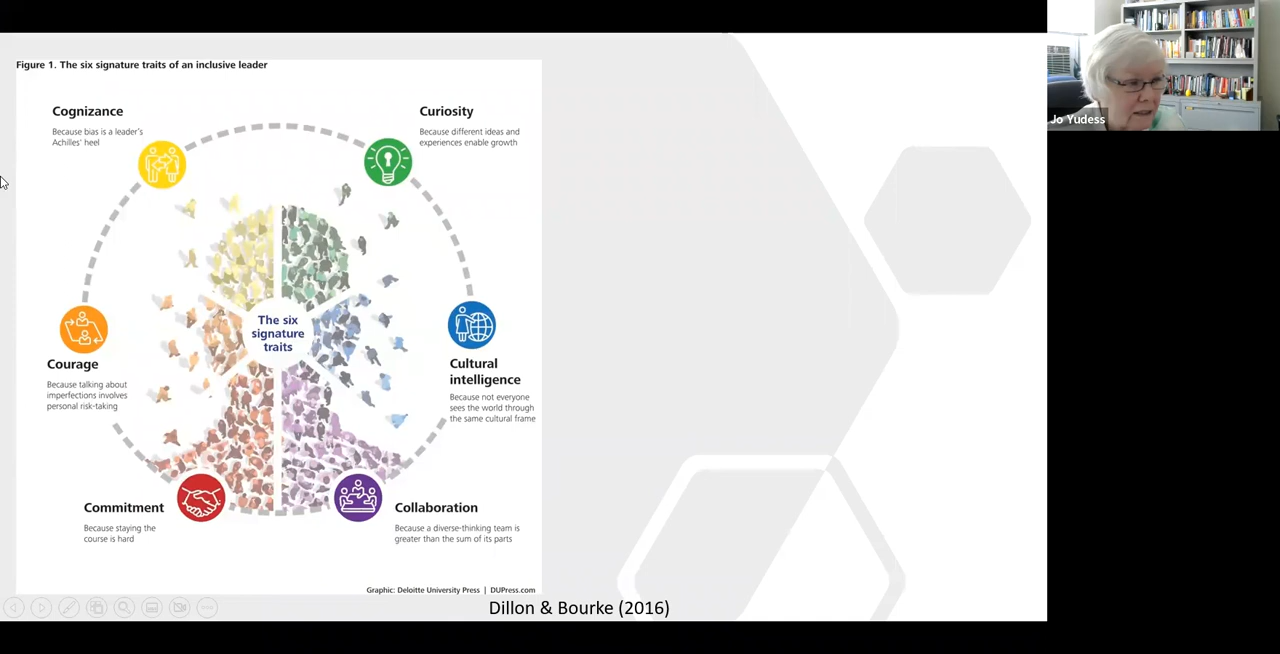 Figure 1. The six signature traits of an inclusive leader
Cognizance
Because bias is a leader's
Achilles' heel
Curiosity
Because different ideas and
experiences enable growth
The six
signature
traits
Courage
Because talking about
imperfections involves
personal risk-taking
Cultural
intelligence
Because not everyone
sees the world through
the same cultural frame
Commitment
Because staying the
course is hard
Collaboration
Because a diverse-thinking team is
greater than the sum of its parts
Graphic: Deloitte University Press | DUPress.com
Dillon & Bourke (2016)
Jo Yudess